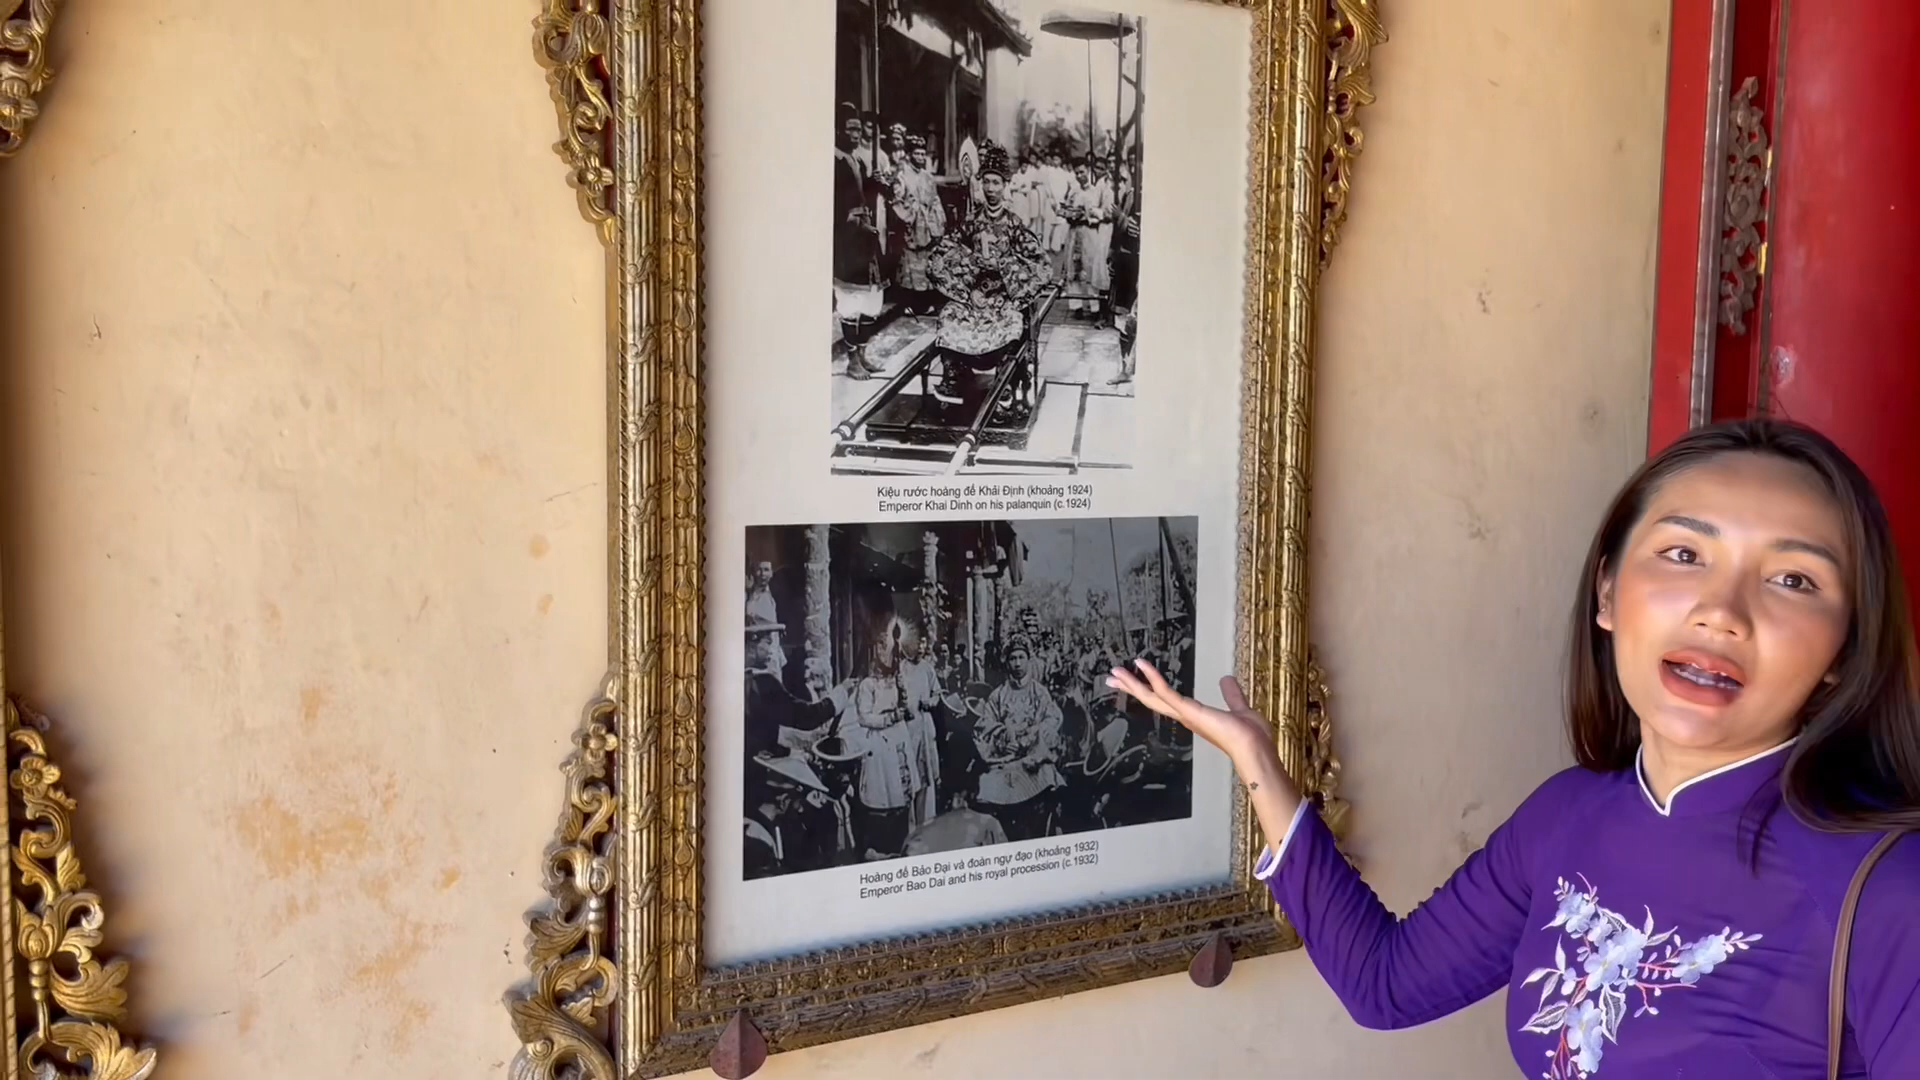 Kiệu rước hoàng đế Khải Định (khoảng 1924)
Emperor Khai Dinh on his palanquin (c.1924)
Hoàng đế Bảo Đại và đoàn ngự đạo (khoảng 1932)
Emperor Bao Dai and his royal procession (c.1932)